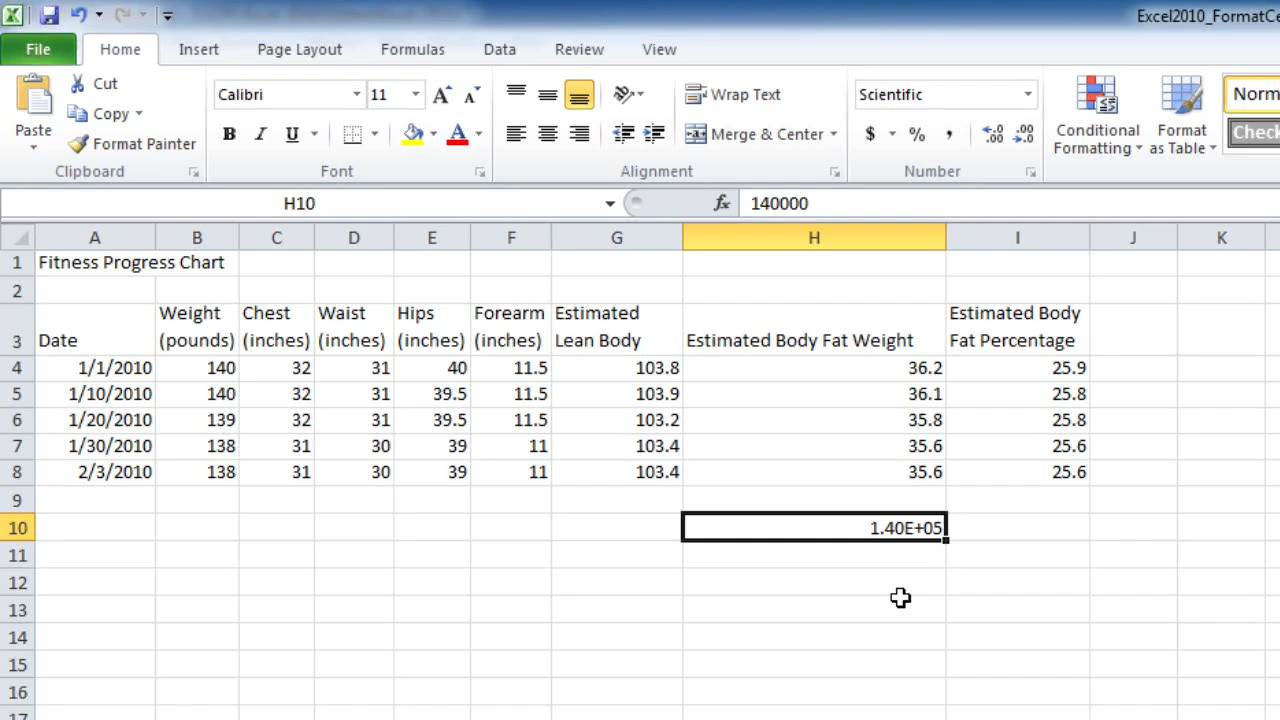 Excel2010_FormatCe
File Home Insert Page Layout Formulas Data Review View
Cut
Calibri 11 Wrap Text Scientific Norm
Copy
Paste Format Painter B I U Merge & Center $ % , .0 .00 .00 .0 Conditional Formatting Format as Table Check
Clipboard Font Alignment Number
H10 fx 140000
A B C D E F G H I J K
1 Fitness Progress Chart
2
Weight Chest Waist Hips Forearm Estimated Estimated Body
3 Date (pounds) (inches) (inches) (inches) (inches) Lean Body Estimated Body Fat Weight Fat Percentage
4 1/1/2010 140 32 31 40 11.5 103.8 36.2 25.9
5 1/10/2010 140 32 31 39.5 11.5 103.9 36.1 25.8
6 1/20/2010 139 32 31 39.5 11.5 103.2 35.8 25.8
7 1/30/2010 138 31 30 39 11 103.4 35.6 25.6
8 2/3/2010 138 31 30 39 11 103.4 35.6 25.6
9
10 1.40E+05
11
12
13
14
15
16
17